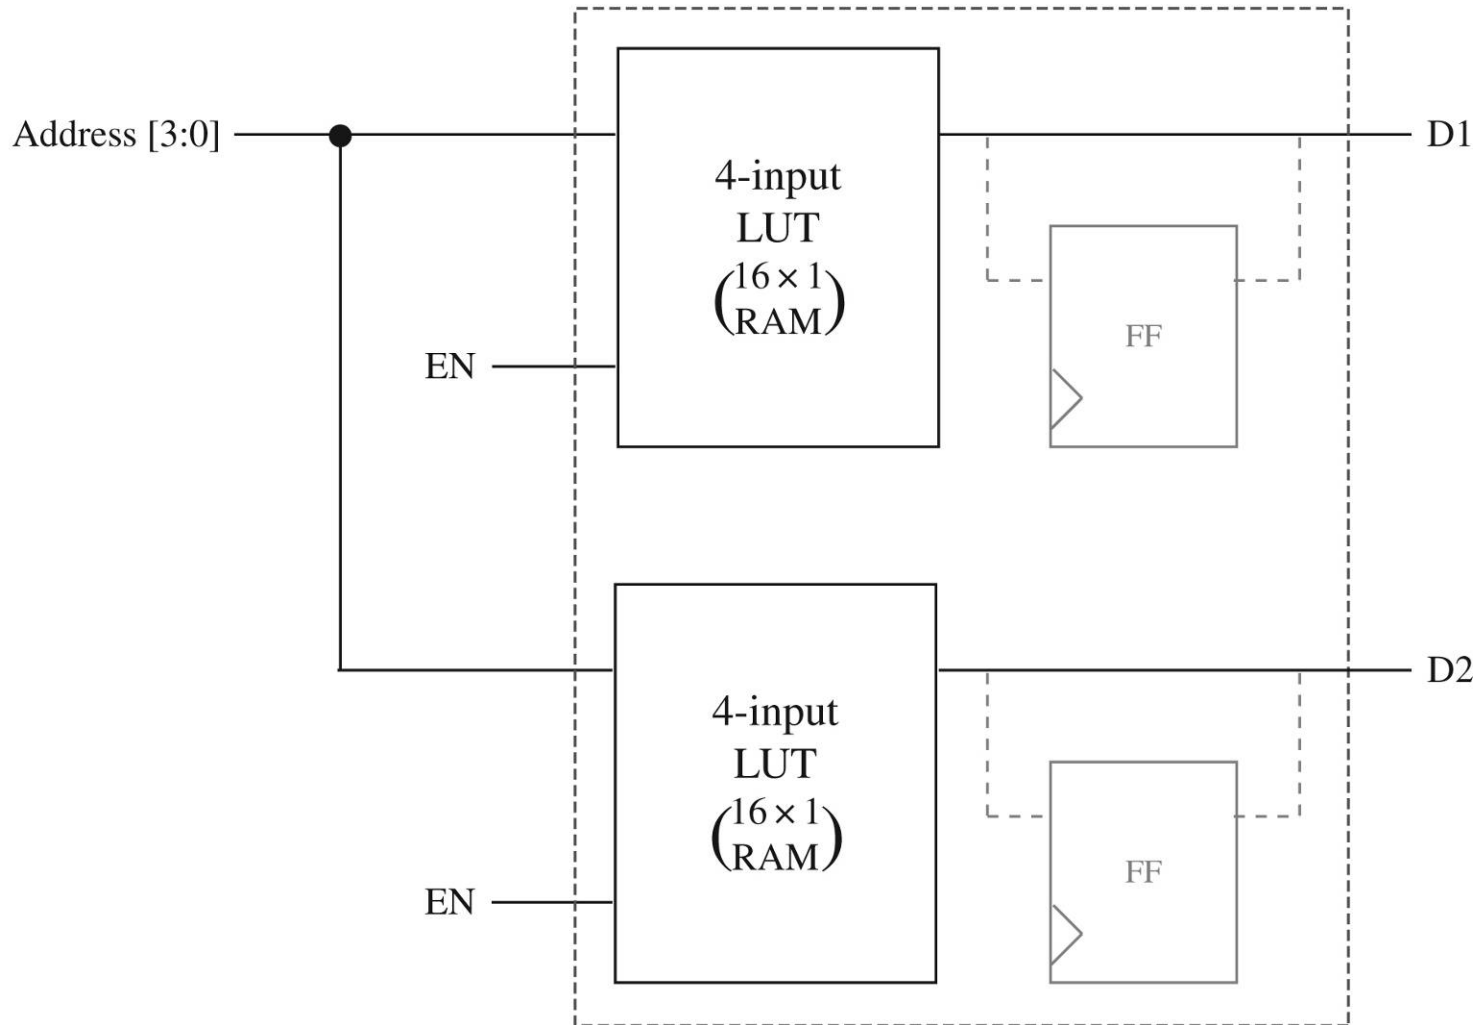 Address [3:0]
D1
4-input
LUT
(16 × 1
RAM)
FF
EN
D2
4-input
LUT
(16 × 1
RAM)
FF
EN